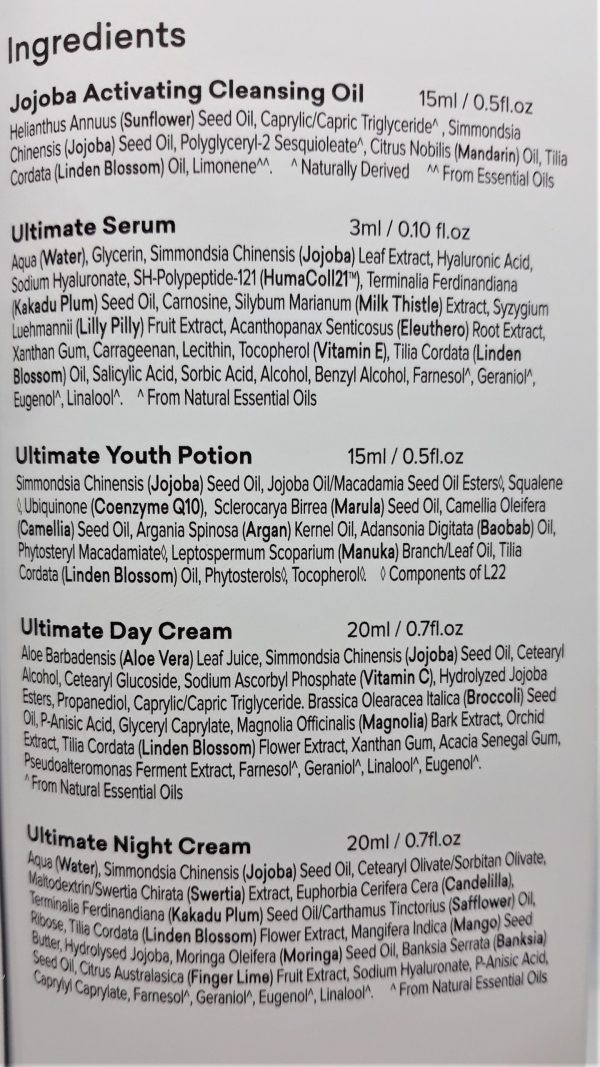 Ingredients
Jojoba Activating Cleansing Oil 15ml / 0.5fl.oz
Helianthus Annuus (Sunflower) Seed Oil, Caprylic/Capric Triglyceride^ , Simmondsia
Chinensis (Jojoba) Seed Oil, Polyglyceryl-2 Sesquioleate^, Citrus Nobilis (Mandarin) Oil, Tilia
Cordata (Linden Blossom) Oil, Limonene^^. ^ Naturally Derived ^^ From Essential Oils
Ultimate Serum 3ml / 0.10 fl.oz
Aqua (Water), Glycerin, Simmondsia Chinensis (Jojoba) Leaf Extract, Hyaluronic Acid,
Sodium Hyaluronate, SH-Polypeptide-121 (HumaColl21™), Terminalia Ferdinandiana
(Kakadu Plum) Seed Oil, Carnosine, Silybum Marianum (Milk Thistle) Extract, Syzygium
Luehmannii (Lilly Pilly) Fruit Extract, Acanthopanax Senticosus (Eleuthero) Root Extract,
Xanthan Gum, Carrageenan, Lecithin, Tocopherol (Vitamin E), Tilia Cordata (Linden
Blossom) Oil, Salicylic Acid, Sorbic Acid, Alcohol, Benzyl Alcohol, Farnesol^, Geraniol^,
Eugenol^, Linalool^. ^ From Natural Essential Oils
Ultimate Youth Potion 15ml / 0.5fl.oz
Simmondsia Chinensis (Jojoba) Seed Oil, Jojoba Oil/Macadamia Seed Oil Esters◊, Squalene
◊, Ubiquinone (Coenzyme Q10), Sclerocarya Birrea (Marula) Seed Oil, Camellia Oleifera
(Camellia) Seed Oil, Argania Spinosa (Argan) Kernel Oil, Adansonia Digitata (Baobab) Oil,
Phytosteryl Macadamiate◊, Leptospermum Scoparium (Manuka) Branch/Leaf Oil, Tilia
Cordata (Linden Blossom) Oil, Phytosterols◊, Tocopherol◊. ◊ Components of L22
Ultimate Day Cream 20ml / 0.7fl.oz
Aloe Barbadensis (Aloe Vera) Leaf Juice, Simmondsia Chinensis (Jojoba) Seed Oil, Cetearyl
Alcohol, Cetearyl Glucoside, Sodium Ascorbyl Phosphate (Vitamin C), Hydrolyzed Jojoba
Esters, Propanediol, Caprylic/Capric Triglyceride. Brassica Olearacea Italica (Broccoli) Seed
Oil, P-Anisic Acid, Glyceryl Caprylate, Magnolia Officinalis (Magnolia) Bark Extract, Orchid
Extract, Tilia Cordata (Linden Blossom) Flower Extract, Xanthan Gum, Acacia Senegal Gum,
Pseudoalteromonas Ferment Extract, Farnesol^, Geraniol^, Linalool^, Eugenol^.
^ From Natural Essential Oils
Ultimate Night Cream 20ml / 0.7fl.oz
Aqua (Water), Simmondsia Chinensis (Jojoba) Seed Oil, Cetearyl Olivate/Sorbitan Olivate,
Maltodextrin/Swertia Chirata (Swertia) Extract, Euphorbia Cerifera Cera (Candelilla),
Terminalia Ferdinandiana (Kakadu Plum) Seed Oil/Carthamus Tinctorius (Safflower) Oil,
Ribose, Tilia Cordata (Linden Blossom) Flower Extract, Mangifera Indica (Mango) Seed
Butter, Hydrolysed Jojoba, Moringa Oleifera (Moringa) Seed Oil, Banksia Serrata (Banksia)
Seed Oil, Citrus Australasica (Finger Lime) Fruit Extract, Sodium Hyaluronate, P-Anisic Acid,
Caprylyl Caprylate, Farnesol^, Geraniol^, Eugenol^, Linalool^. ^ From Natural Essential Oils